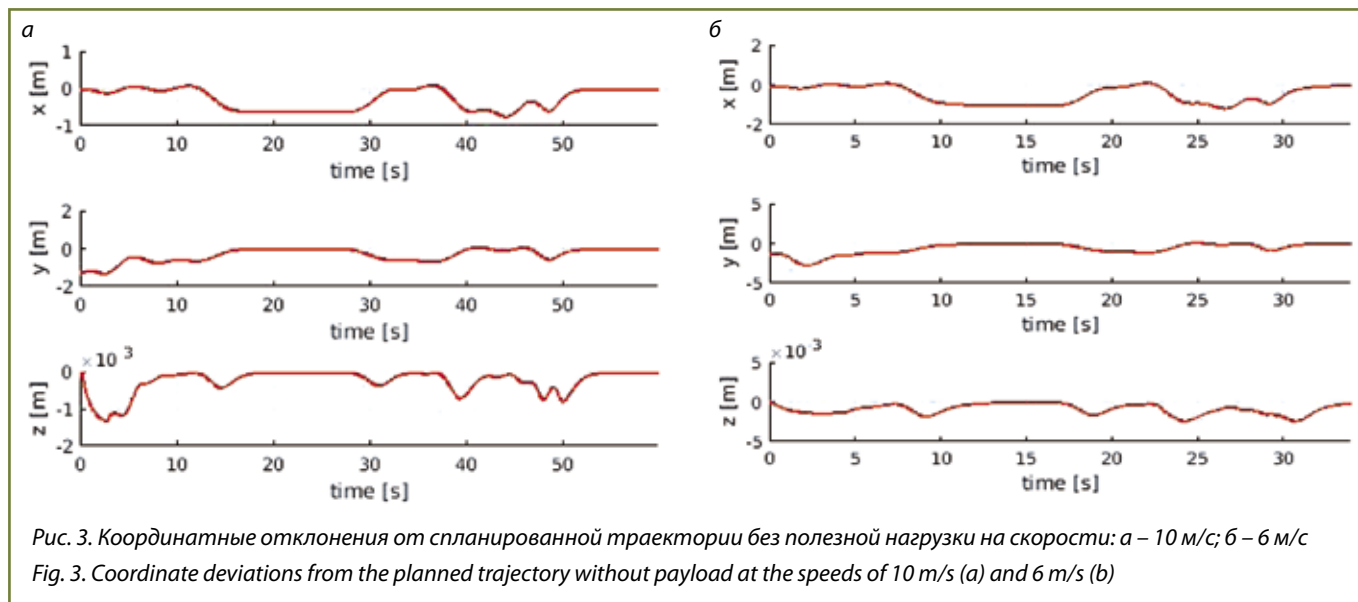 а
1
0
-1
x [m]
0 10 20 30 40 50
time [s]
2
0
-2
y [m]
0 10 20 30 40 50
time [s]
×10 3
0
-1
-2
z [m]
0 10 20 30 40 50
time [s]
б
2
0
-2
x [m]
0 5 10 15 20 25 30
time [s]
5
0
-5
y [m]
0 5 10 15 20 25 30
time [s]
×10 -3
5
0
-5
z [m]
0 5 10 15 20 25 30
time [s]
Рис. 3. Координатные отклонения от спланированной траектории без полезной нагрузки на скорости: а – 10 м/с; б – 6 м/с
Fig. 3. Coordinate deviations from the planned trajectory without payload at the speeds of 10 m/s (a) and 6 m/s (b)